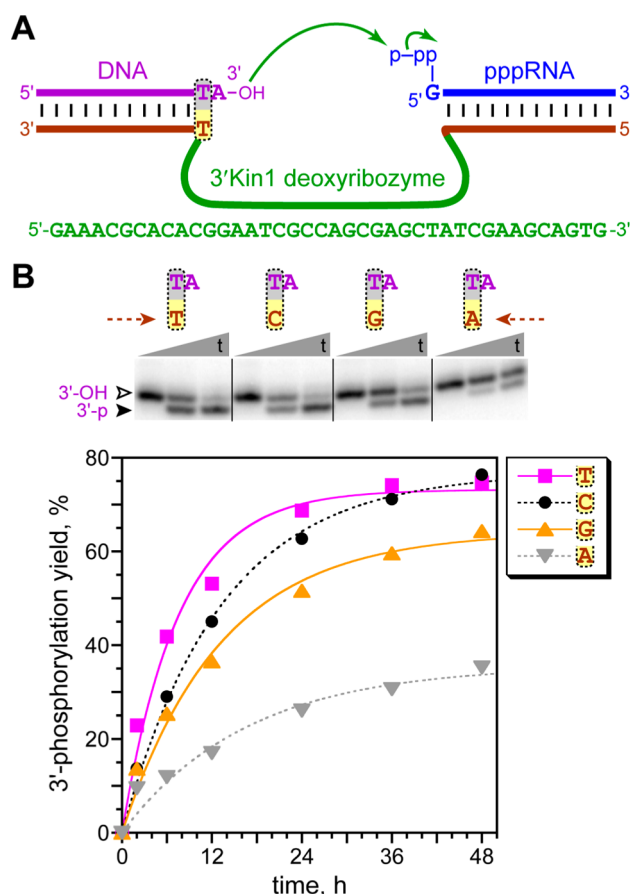 A
DNA
3'
p–pp
pppRNA
5'
TA–OH
5'
G
3
3'
T
5
3'Kin1 deoxyribozyme
5'-GAAACGCACACGGAATCGCCAGCGAGCTATCGAAGCAGTG-3'
B
TA TA TA TA
T C G A
t t t t
3'-OH
3'-p
3'-phosphorylation yield, %
80
60
40
20
0
0 12 24 36 48
time, h
T
C
G
A